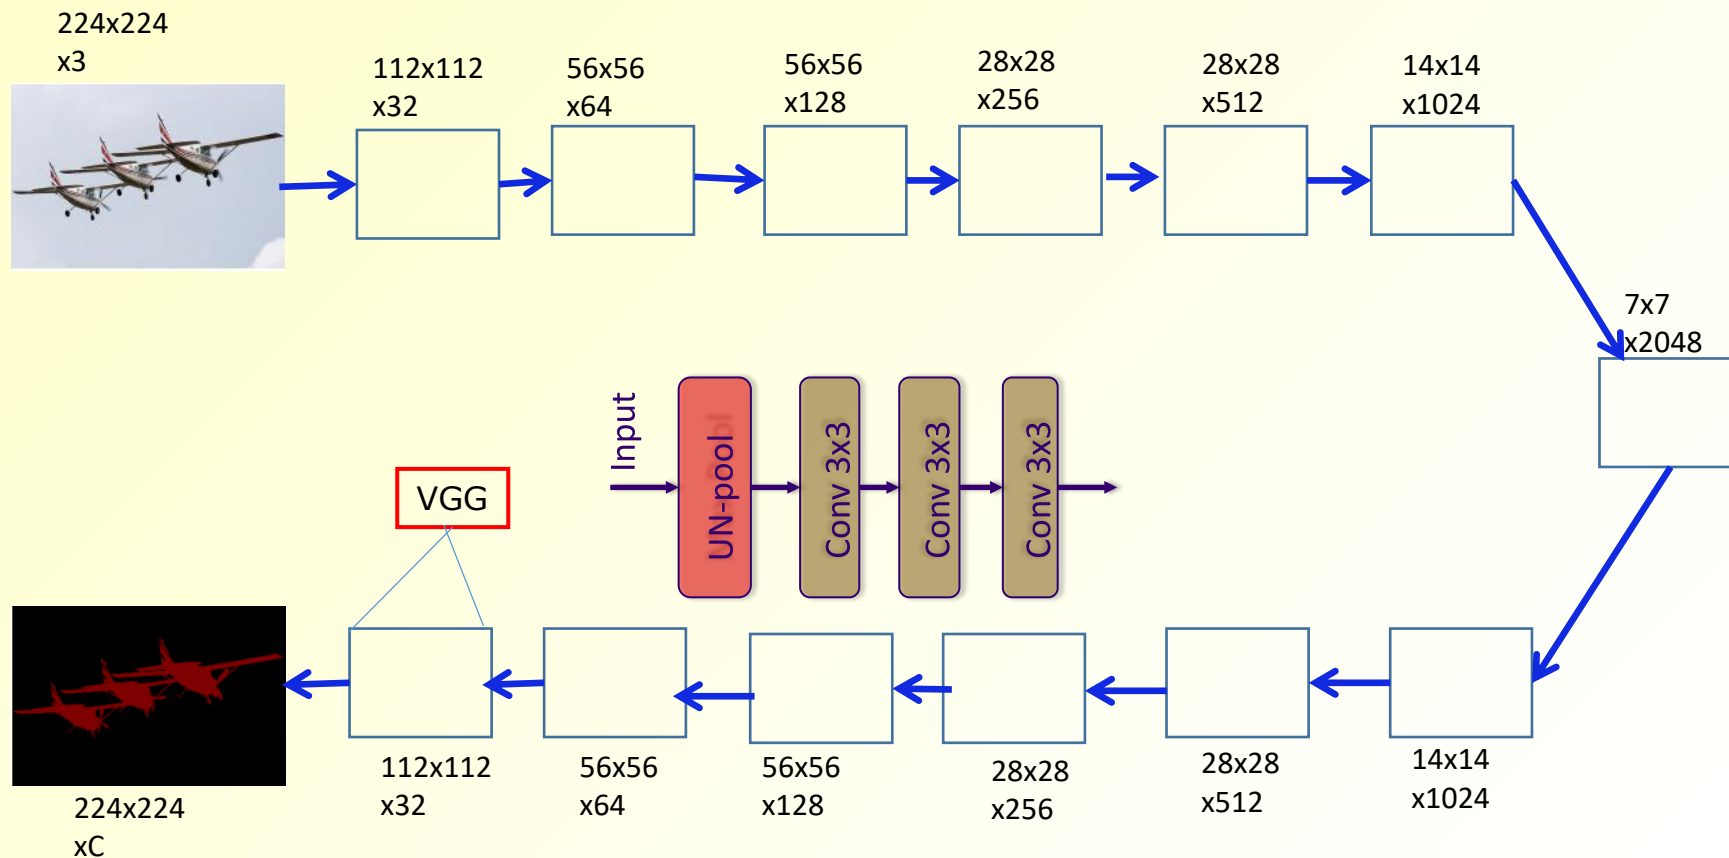 224x224
x3
112x112
x32
56x56
x64
56x56
x128
28x28
x256
28x28
x512
14x14
x1024
7x7
x2048
Input
UN-pool
Conv 3x3
Conv 3x3
Conv 3x3
VGG
224x224
xC
112x112
x32
56x56
x64
56x56
x128
28x28
x256
28x28
x512
14x14
x1024